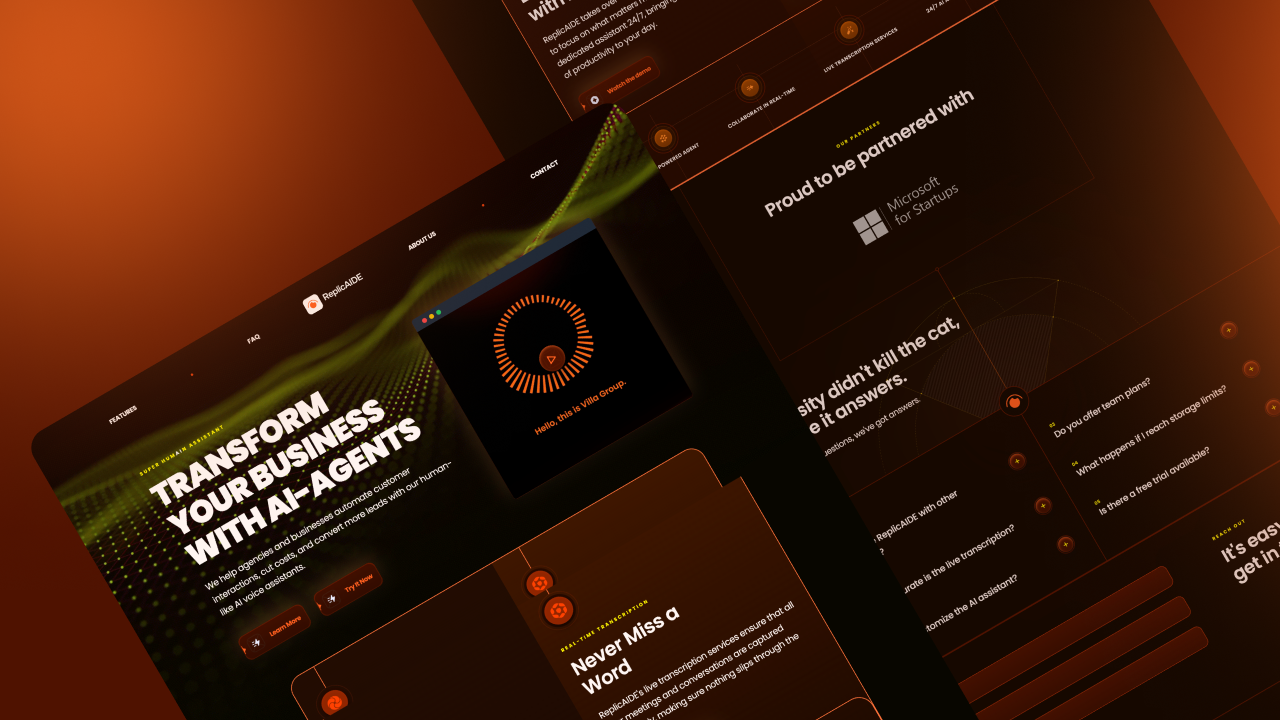 FEATURES
FAQ
ReplicAIDE
ABOUT US
CONTACT
SUPER HUMAN ASSISTANT
TRANSFORM
YOUR BUSINESS
WITH AI-AGENTS
We help agencies and businesses automate customer
interactions, cut costs, and convert more leads with our human-
like AI voice assistants.
Learn More
Try It Now
Hello, this is Villa Group.
REAL-TIME TRANSCRIPTION
Never Miss a
Word
ReplicAIDE's live transcription services ensure that all
meetings and conversations are captured
making sure nothing slips through the
with
ReplicAIDE takes over
to focus on what matters
dedicated assistant 24/7, bringing
of productivity to your day.
Watch the demo
POWERED AGENT
COLLABORATE IN REAL-TIME
LIVE TRANSCRIPTION SERVICES
24/7
OUR PARTNERS
Proud to be partnered with
Microsoft
for Startups
sity didn't kill the cat,
e it answers.
uestions, we've got answers.
ReplicAIDE with other
?
urate is the live transcription?
tomize the AI assistant?
Do you offer team plans?
What happens if I reach storage limits?
Is there a free trial available?
REACH OUT
It's easy
get in